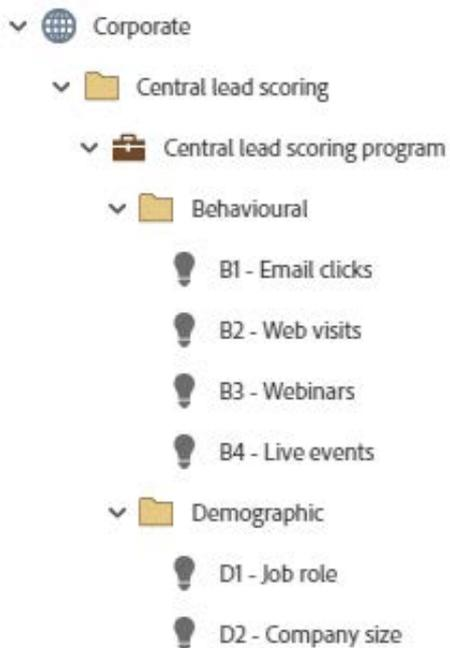 Corporate
Central lead scoring
Central lead scoring program
Behavioural
B1 - Email clicks
B2 - Web visits
B3 - Webinars
B4 - Live events
Demographic
D1 - Job role
D2 - Company size